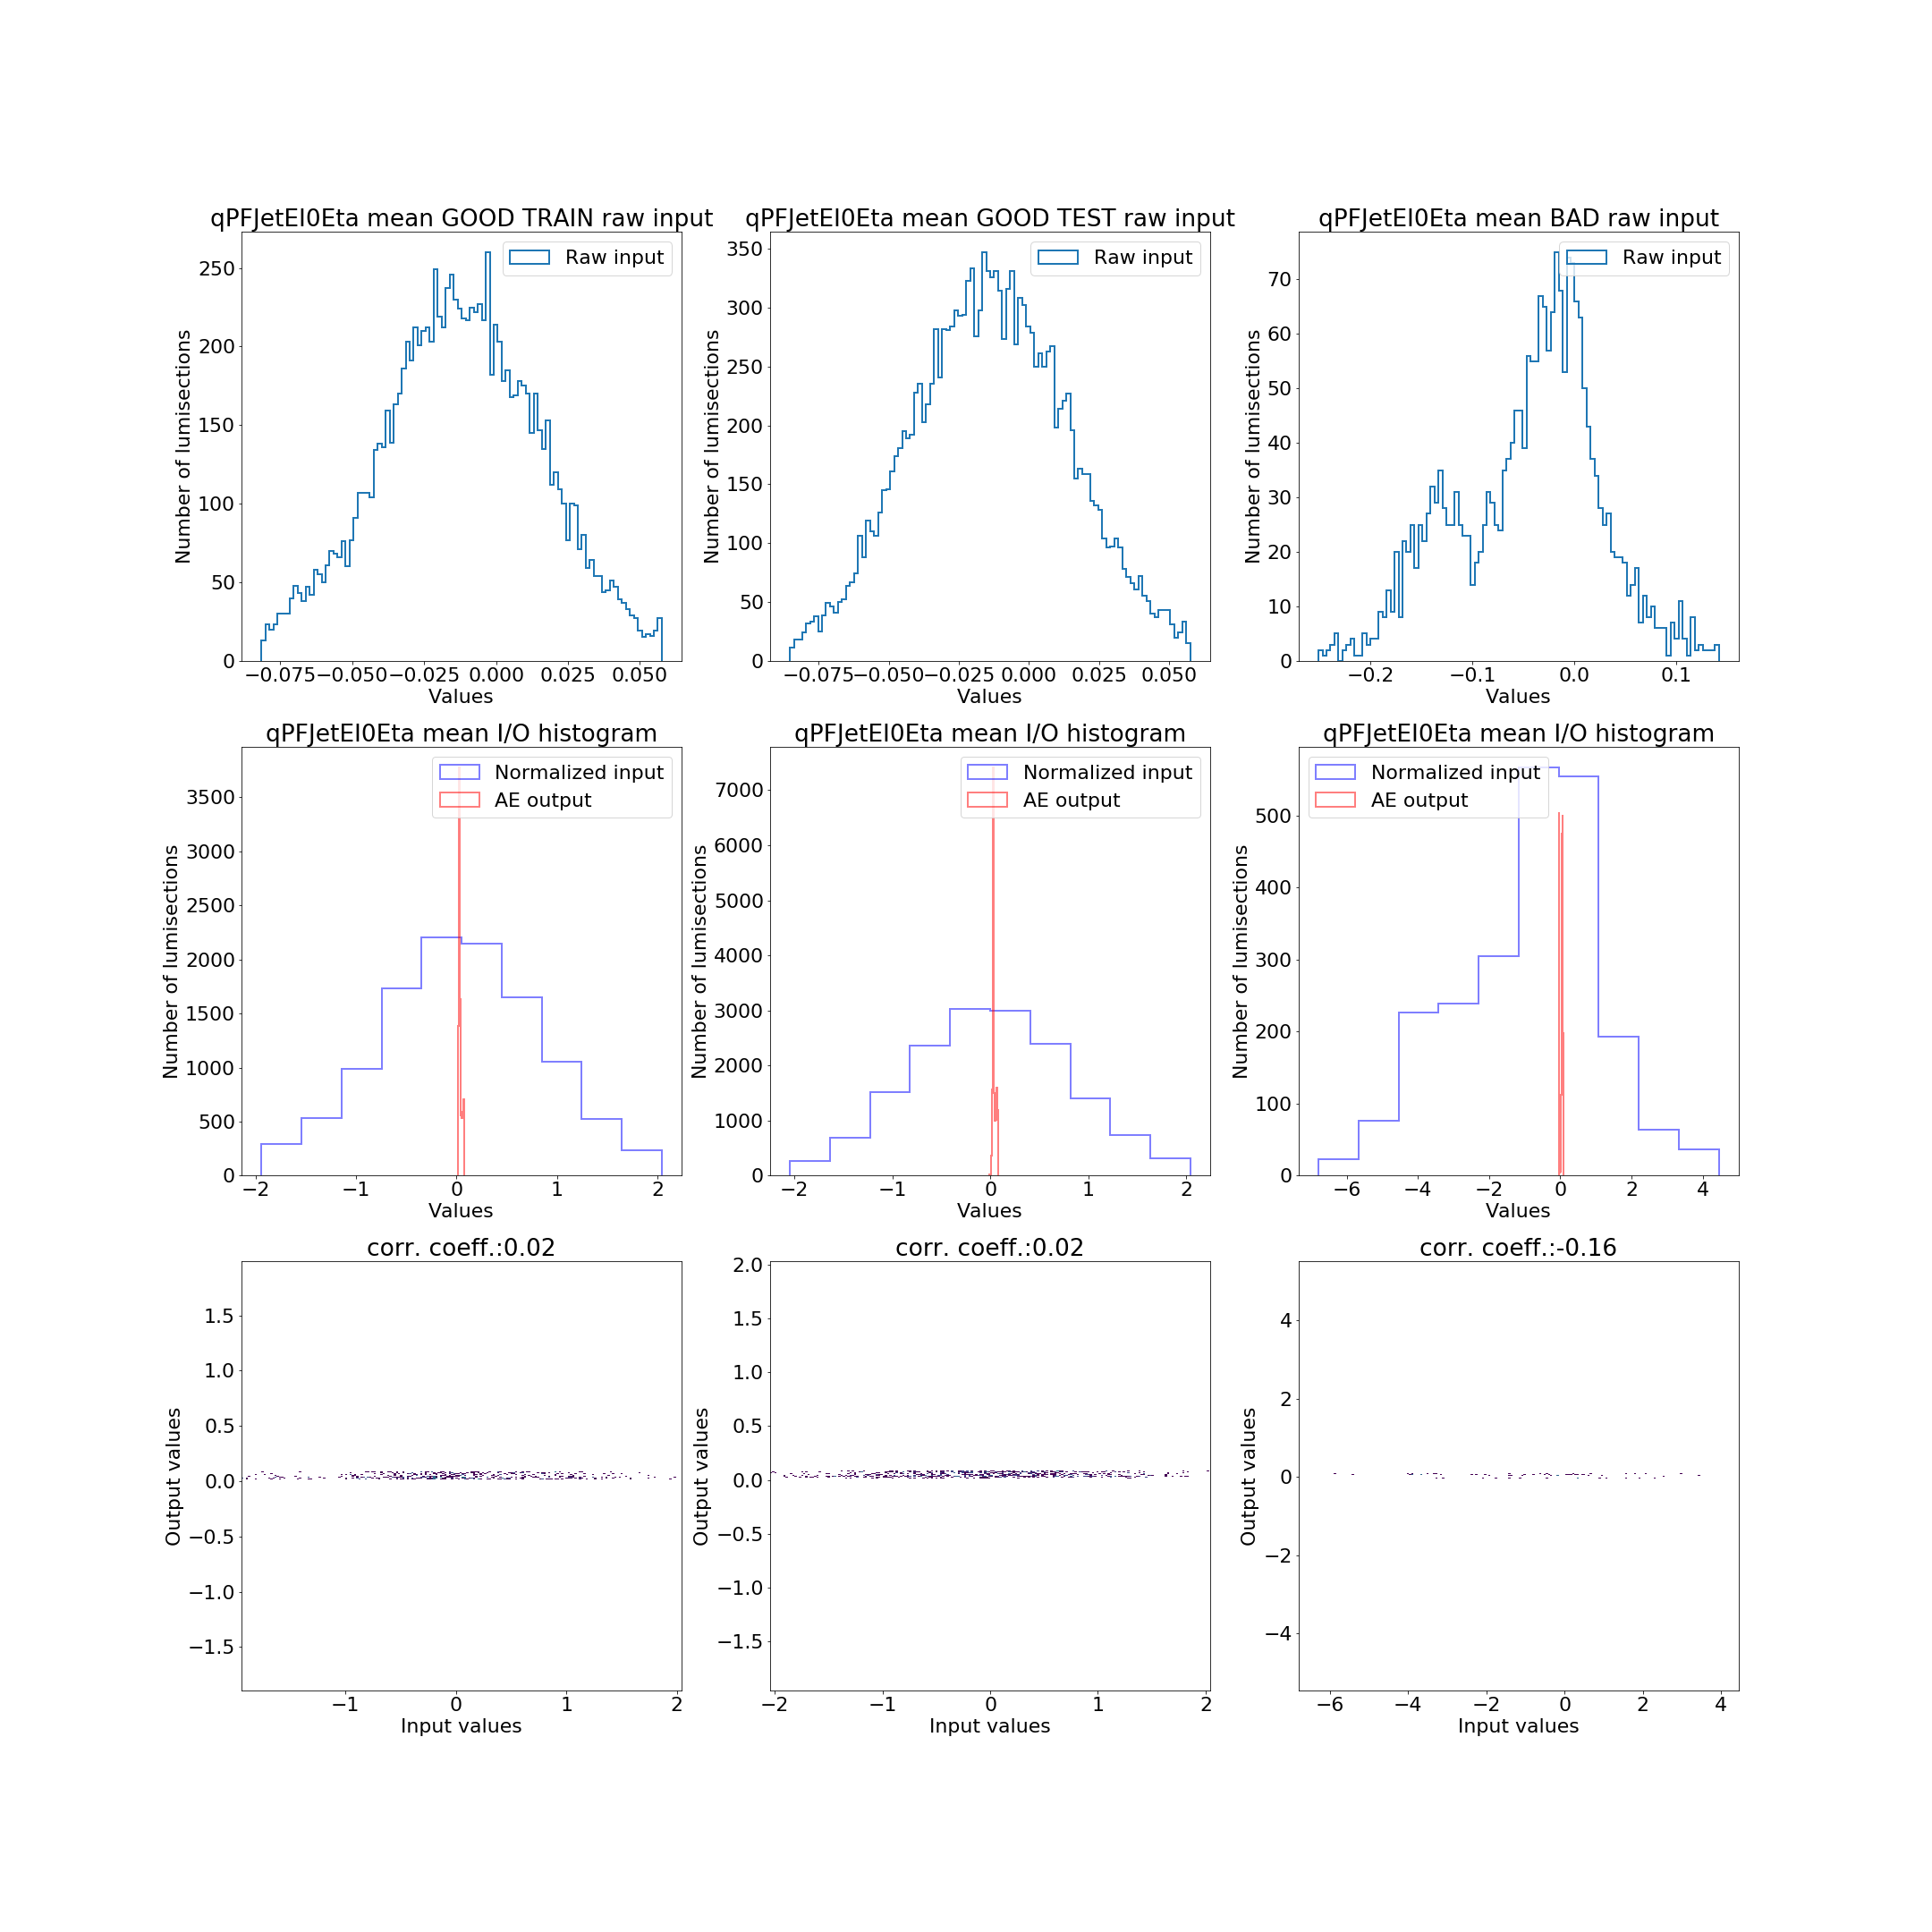 qPFJetEI0Eta mean GOOD TRAIN raw input
Raw input
Number of lumisections
250
200
150
100
50
0
−0.075 −0.050 −0.025 0.000 0.025 0.050
Values
qPFJetEI0Eta mean GOOD TEST raw input
Raw input
Number of lumisections
350
300
250
200
150
100
50
0
−0.075 −0.050 −0.025 0.000 0.025 0.050
Values
qPFJetEI0Eta mean BAD raw input
Raw input
Number of lumisections
70
60
50
40
30
20
10
0
−0.2 −0.1 0.0 0.1
Values
qPFJetEI0Eta mean I/O histogram
Normalized input
AE output
Number of lumisections
3500
3000
2500
2000
1500
1000
500
0
−2 −1 0 1 2
Values
qPFJetEI0Eta mean I/O histogram
Normalized input
AE output
Number of lumisections
7000
6000
5000
4000
3000
2000
1000
0
−2 −1 0 1 2
Values
qPFJetEI0Eta mean I/O histogram
Normalized input
AE output
Number of lumisections
500
400
300
200
100
0
−6 −4 −2 0 2 4
Values
corr. coeff.:0.02
Output values
1.5
1.0
0.5
0.0
−0.5
−1.0
−1.5
−1 0 1 2
Input values
corr. coeff.:0.02
Output values
2.0
1.5
1.0
0.5
0.0
−0.5
−1.0
−1.5
−2 −1 0 1 2
Input values
corr. coeff.:-0.16
Output values
4
2
0
−2
−4
−6 −4 −2 0 2 4
Input values